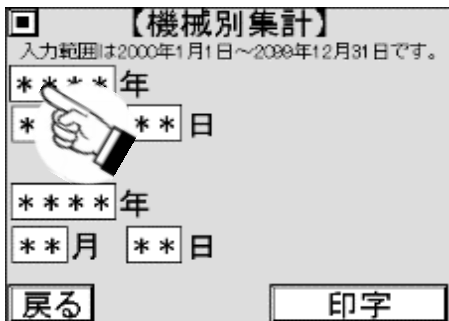 【機械別集計】
入力範囲は2000年1月1日～2099年12月31日です。
****年
* **日
****年
**月 **日
戻る 印字